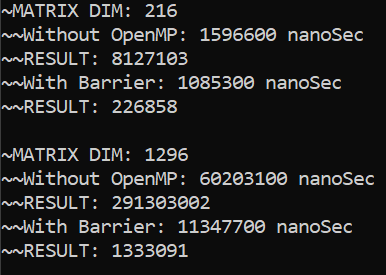 ~MATRIX DIM: 216
~~Without OpenMP: 1596600 nanoSec
~~RESULT: 8127103
~~With Barrier: 1085300 nanoSec
~~RESULT: 226858
~MATRIX DIM: 1296
~~Without OpenMP: 60203100 nanoSec
~~RESULT: 291303002
~~With Barrier: 11347700 nanoSec
~~RESULT: 1333091